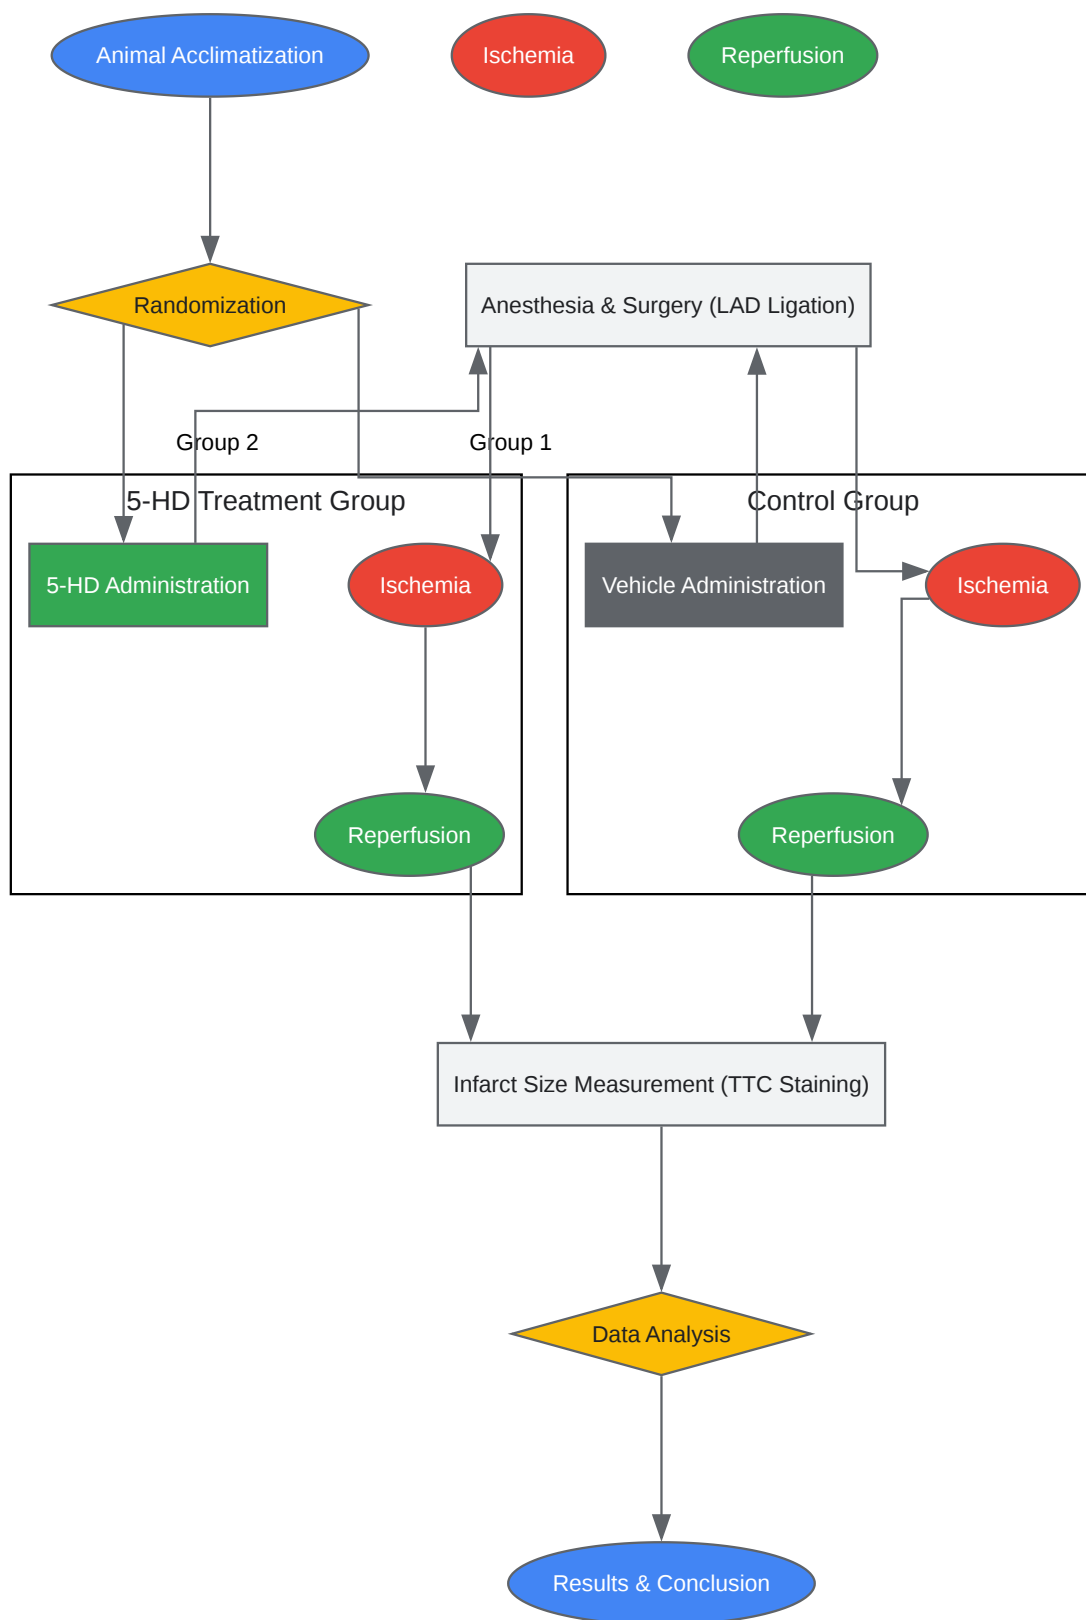 Animal Acclimatization
Ischemia
Reperfusion
Randomization
Anesthesia & Surgery (LAD Ligation)
Group 2
Group 1
5-HD Treatment Group
Control Group
5-HD Administration
Ischemia
Vehicle Administration
Ischemia
Reperfusion
Reperfusion
Infarct Size Measurement (TTC Staining)
Data Analysis
Results & Conclusion